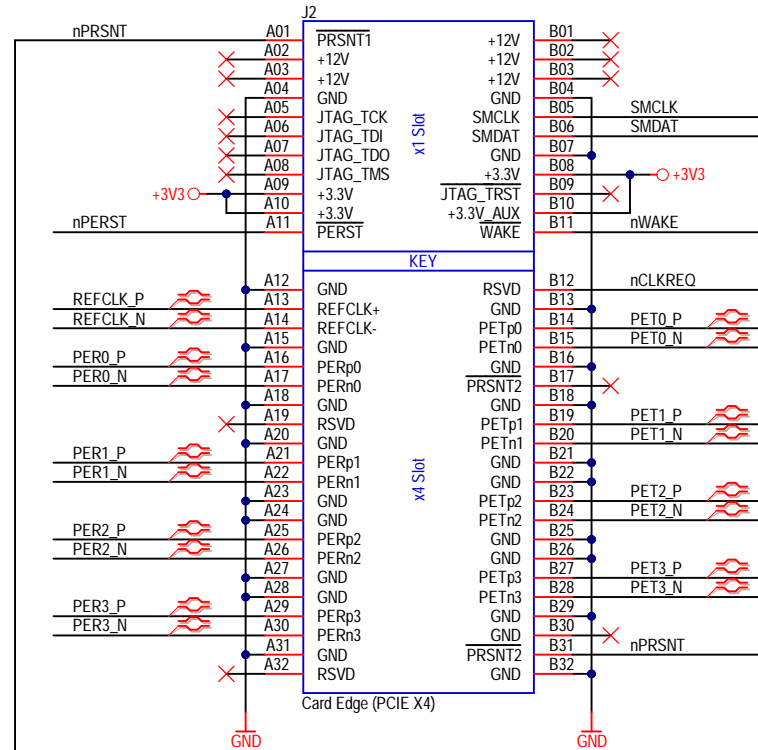 J2
nPRSNT A01 PRSNT1 +12V B01
A02 +12V +12V B02
A03 +12V +12V B03
A04 GND GND B04
A05 JTAG_TCK SMCLK B05 SMCLK
A06 JTAG_TDI SMDAT B06 SMDAT
A07 JTAG_TDO GND B07
A08 JTAG_TMS +3.3V B08 +3V3
+3V3 A09 +3.3V JTAG_TRST B09
A10 +3.3V +3.3V_AUX B10
nPERST A11 PERST WAKE B11 nWAKE
x1 Slot
KEY
A12 GND RSVD B12 nCLKREQ
REFCLK_P A13 REFCLK+ GND B13
REFCLK_N A14 REFCLK- PETp0 B14 PET0_P
A15 GND PETn0 B15 PET0_N
PER0_P A16 PERp0 GND B16
PER0_N A17 PERn0 PRSNT2 B17
A18 GND GND B18
A19 RSVD PETp1 B19 PET1_P
A20 GND PETn1 B20 PET1_N
PER1_P A21 PERp1 GND B21
PER1_N A22 PERn1 GND B22
A23 GND PETp2 B23 PET2_P
A24 GND PETn2 B24 PET2_N
PER2_P A25 PERp2 GND B25
PER2_N A26 PERn2 GND B26
A27 GND PETp3 B27 PET3_P
A28 GND PETn3 B28 PET3_N
PER3_P A29 PERp3 GND B29
PER3_N A30 PERn3 GND B30
A31 GND PRSNT2 B31 nPRSNT
A32 RSVD GND B32
x4 Slot
Card Edge (PCIE X4)
GND GND